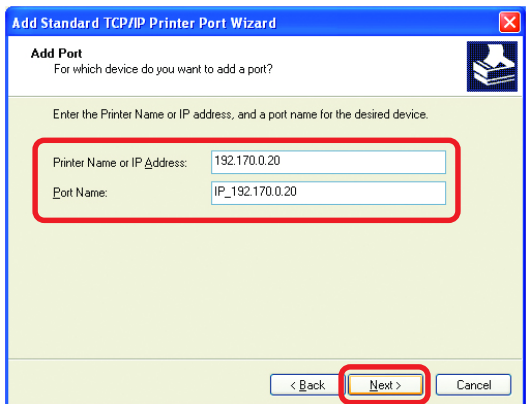 Add Standard TCP/IP Printer Port Wizard
Add Port
For which device do you want to add a port?
Enter the Printer Name or IP address, and a port name for the desired device.
Printer Name or IP Address: 192.170.0.20
Port Name: IP_192.170.0.20
< Back Next > Cancel